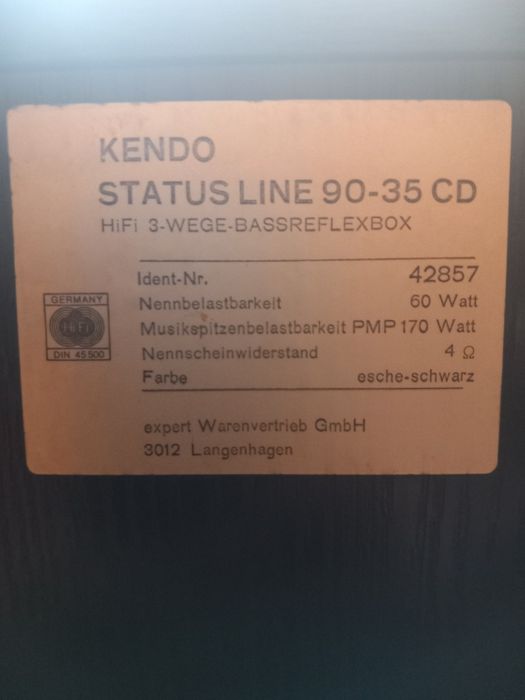 KENDO
STATUS LINE 90-35 CD
HiFi 3-WEGE-BASSREFLEXBOX
Ident-Nr. 42857
Nennbelastbarkeit 60 Watt
Musikspitzenbelastbarkeit PMP 170 Watt
Nennscheinwiderstand 4 Ω
Farbe esche-schwarz
GERMANY
HiFi
DIN 45500
expert Warenvertrieb GmbH
3012 Langenhagen